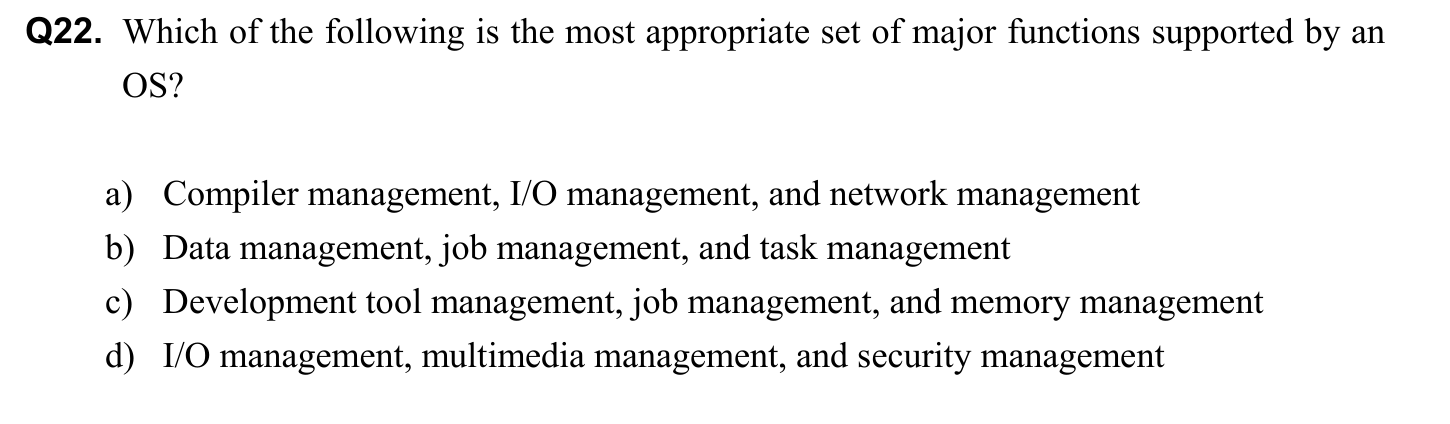 Q22. Which of the following is the most appropriate set of major functions supported by an
OS?
a) Compiler management, I/O management, and network management
b) Data management, job management, and task management
c) Development tool management, job management, and memory management
d) I/O management, multimedia management, and security management